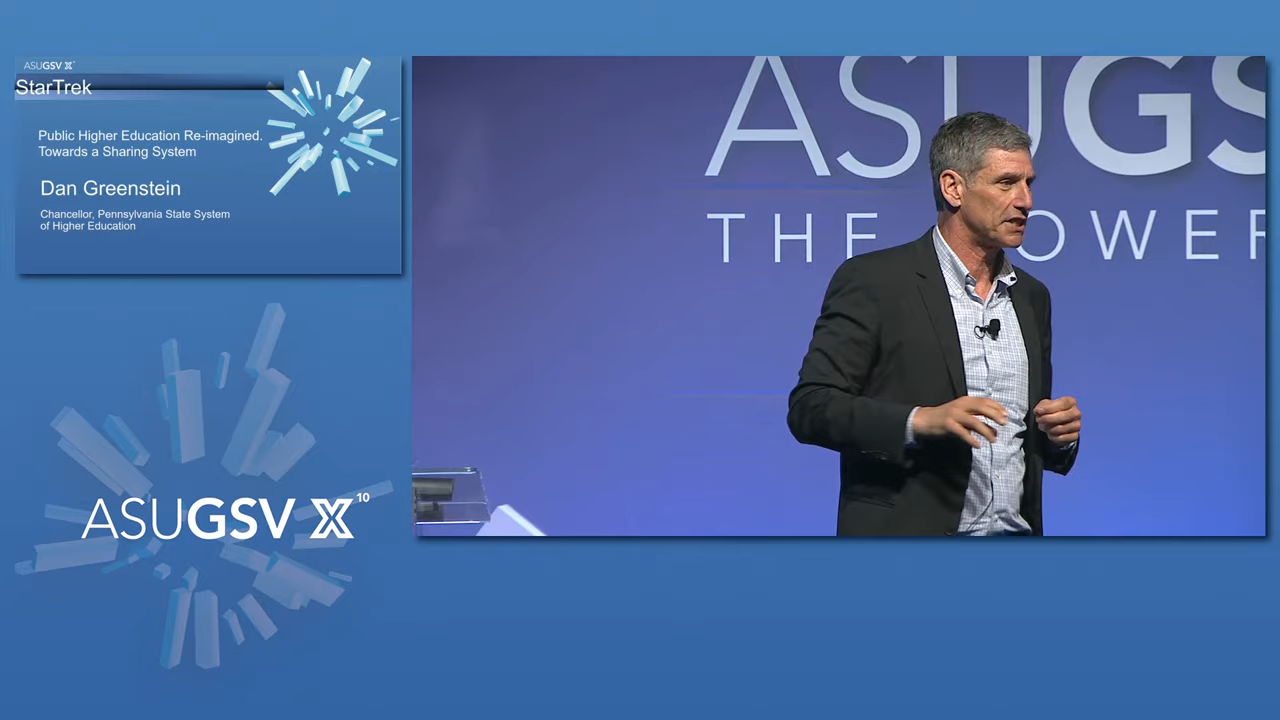 ASUGSV X
StarTrek
Public Higher Education Re-imagined.
Towards a Sharing System
Dan Greenstein
Chancellor, Pennsylvania State System
of Higher Education
ASUGSV X 10
ASUGS
THE POWER